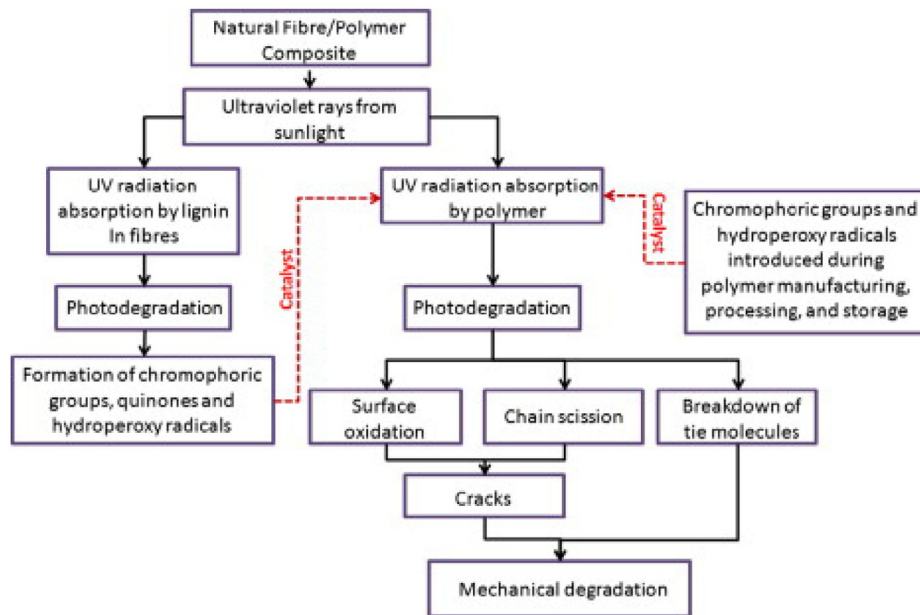 Natural Fibre/Polymer
Composite
Ultraviolet rays from
sunlight
UV radiation
absorption by lignin
In fibres
UV radiation absorption
by polymer
Catalyst
Catalyst
Chromophoric groups and
hydroperoxy radicals
introduced during
polymer manufacturing,
processing, and storage
Photodegradation
Photodegradation
Formation of chromophoric
groups, quinones and
hydroperoxy radicals
Surface
oxidation
Chain scission
Breakdown of
tie molecules
Cracks
Mechanical degradation